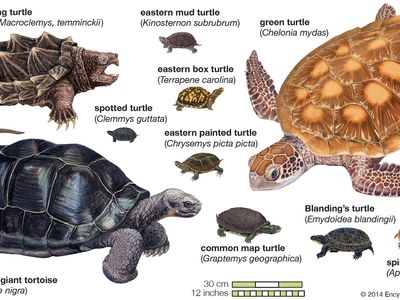 ng turtle
Macroclemys, temminckii)
eastern mud turtle
(Kinosternon subrubrum)
green turtle
(Chelonia mydas)
eastern box turtle
(Terrapene carolina)
spotted turtle
(Clemmys guttata)
eastern painted turtle
(Chrysemys picta picta)
Blanding's turtle
(Emydoidea blandingii)
common map turtle
(Graptemys geographica)
spi
(Ap
giant tortoise
e nigra)
30 cm
12 inches
© 2014 Ency